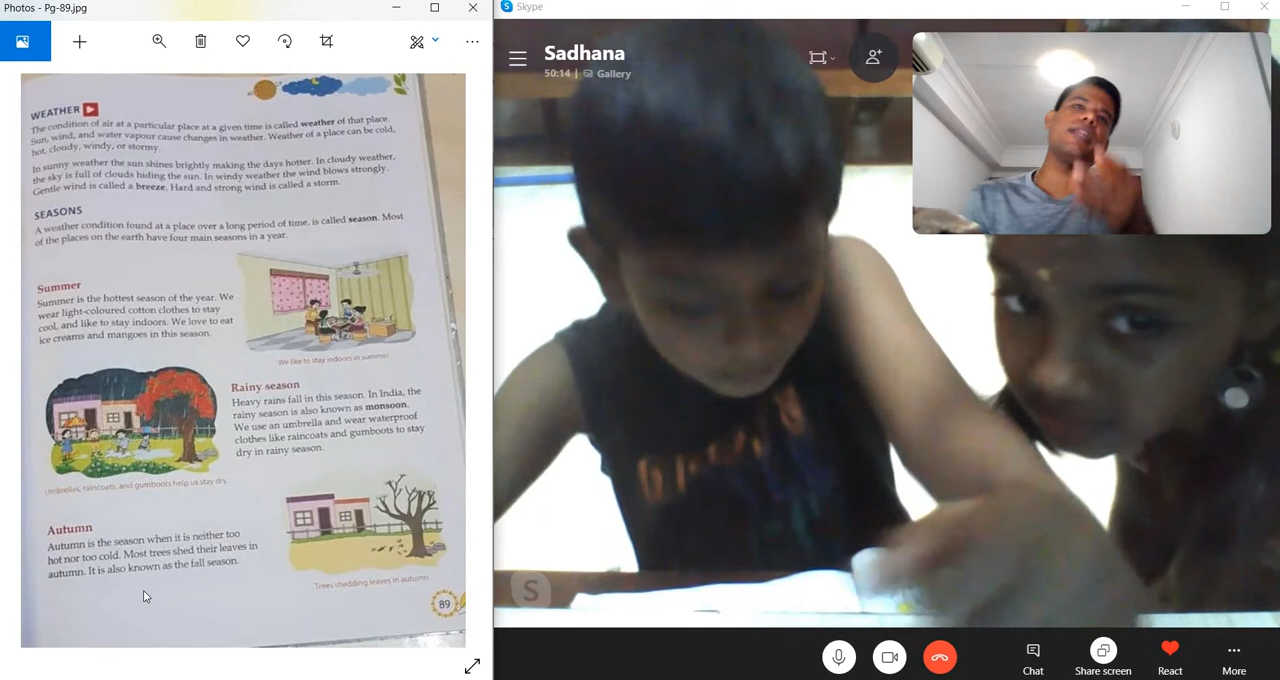 Photos - Pg-89.jpg
WEATHER
The condition of air at a particular place at a given time is called weather of that place.
Sun, wind, and water vapour cause changes in weather. Weather of a place can be cold,
hot, cloudy, windy, or stormy.
In sunny weather the sun shines brightly making the days hotter. In cloudy weather,
the sky is full of clouds hiding the sun. In windy weather the wind blows strongly.
Gentle wind is called a breeze. Hard and strong wind is called a storm.
SEASONS
A weather condition found at a place over a long period of time, is called season. Most
of the places on the earth have four main seasons in a year.
Summer
Summer is the hottest season of the year. We
wear light-coloured cotton clothes to stay
cool, and like to stay indoors. We love to eat
ice creams and mangoes in this season.
We like to stay indoors in summer.
Rainy season
Heavy rains fall in this season. In India, the
rainy season is also known as monsoon.
We use an umbrella and wear waterproof
clothes like raincoats and gumboots to stay
dry in rainy season.
Umbrellas, raincoats, and gumboots help us stay dry.
Autumn
Autumn is the season when it is neither too
hot nor too cold. Most trees shed their leaves in
autumn. It is also known as the fall season.
Trees shedding leaves in autumn.
89
Skype
Sadhana
50:14 | Gallery
S
Chat
Share screen
React
More